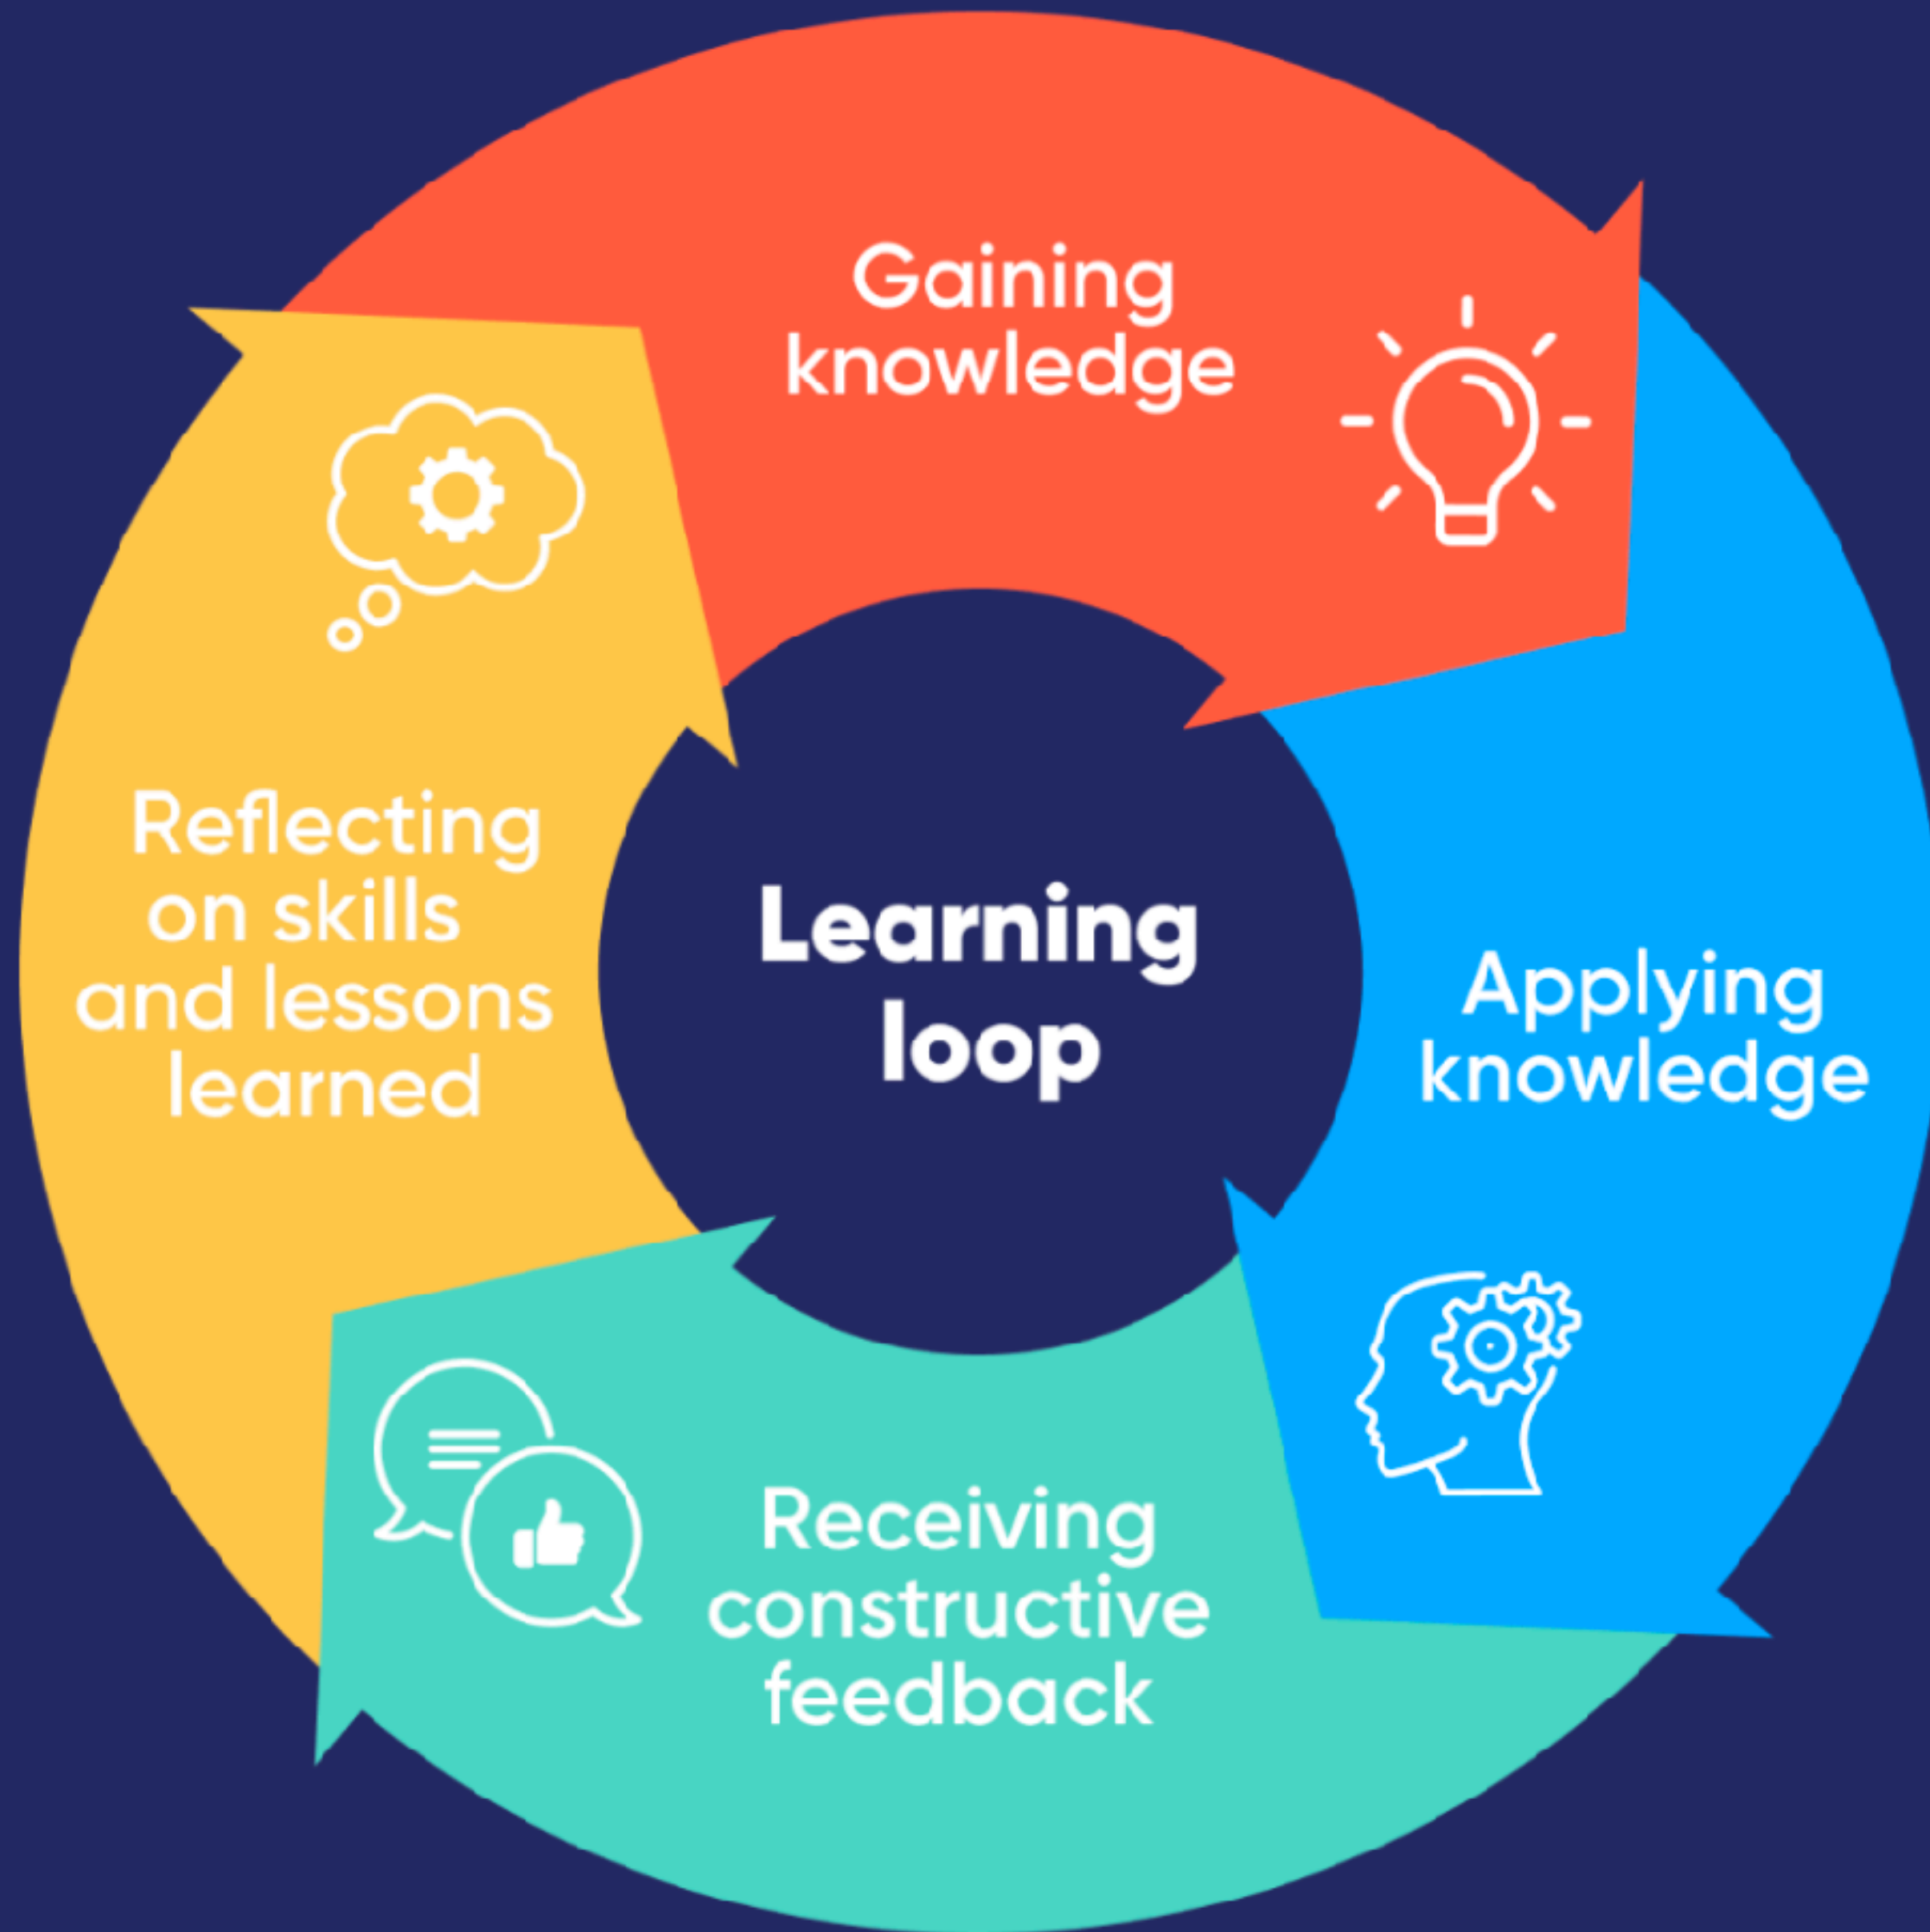 Gaining
knowledge
Applying
knowledge
Receiving
constructive
feedback
Reflecting
on skills
and lessons
learned
Learning
loop